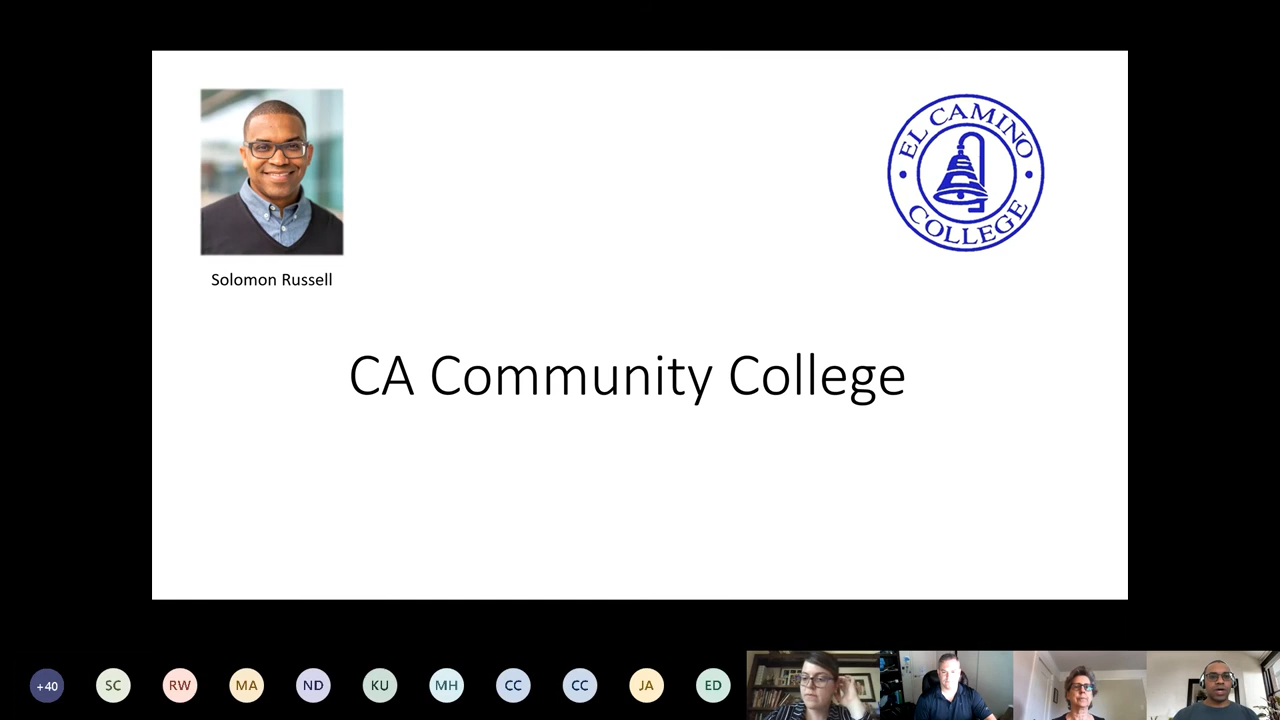 EL CAMINO
COLLEGE
Solomon Russell
CA Community College
+40 SC RW MA ND KU MH CC CC JA ED